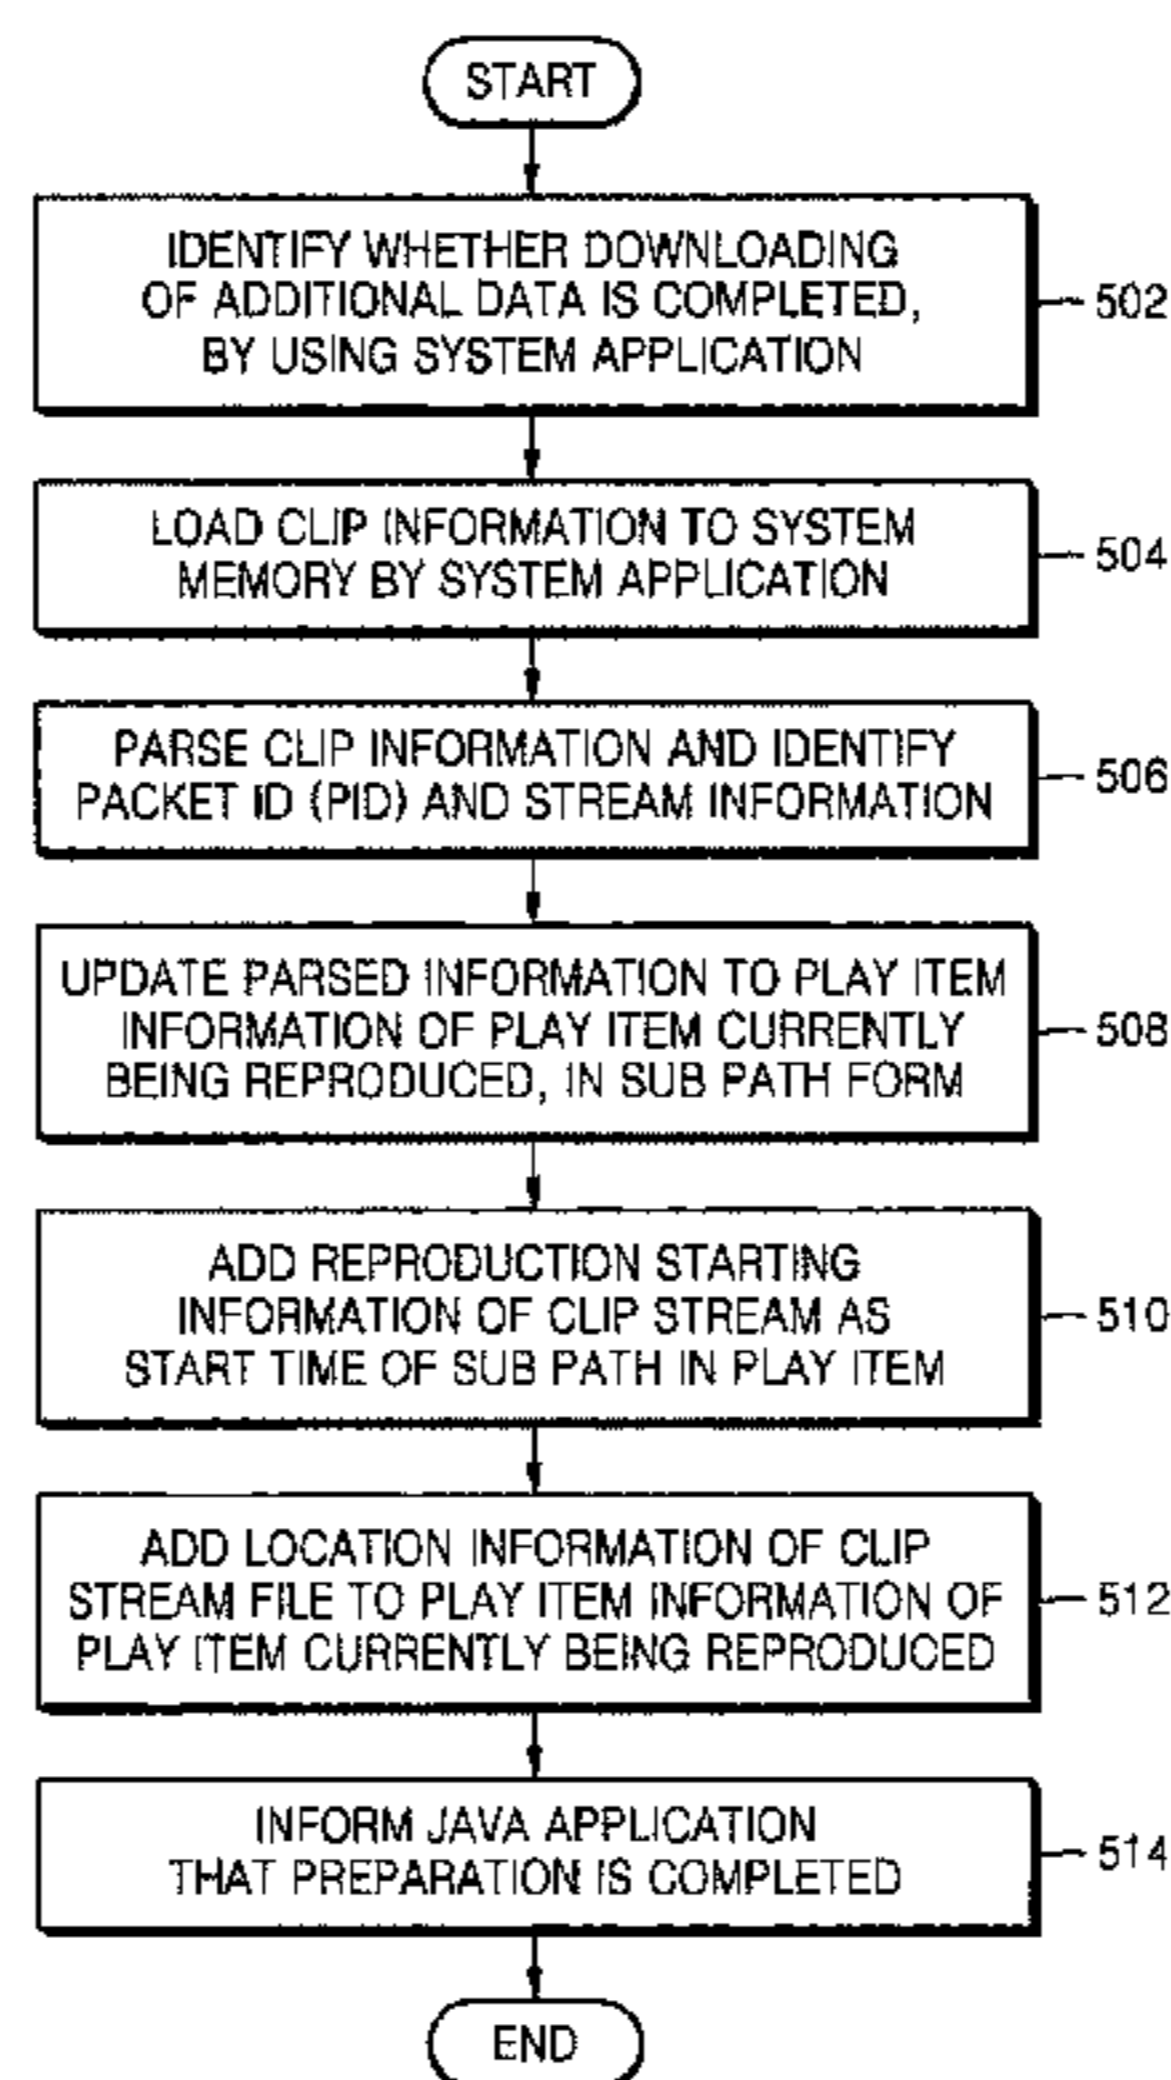 START
IDENTIFY WHETHER DOWNLOADING
OF ADDITIONAL DATA IS COMPLETED,
BY USING SYSTEM APPLICATION
502
LOAD CLIP INFORMATION TO SYSTEM
MEMORY BY SYSTEM APPLICATION
504
PARSE CLIP INFORMATION AND IDENTIFY
PACKET ID (PID) AND STREAM INFORMATION
506
UPDATE PARSED INFORMATION TO PLAY ITEM
INFORMATION OF PLAY ITEM CURRENTLY
BEING REPRODUCED, IN SUB PATH FORM
508
ADD REPRODUCTION STARTING
INFORMATION OF CLIP STREAM AS
START TIME OF SUB PATH IN PLAY ITEM
510
ADD LOCATION INFORMATION OF CLIP
STREAM FILE TO PLAY ITEM INFORMATION OF
PLAY ITEM CURRENTLY BEING REPRODUCED
512
INFORM JAVA APPLICATION
THAT PREPARATION IS COMPLETED
514
END